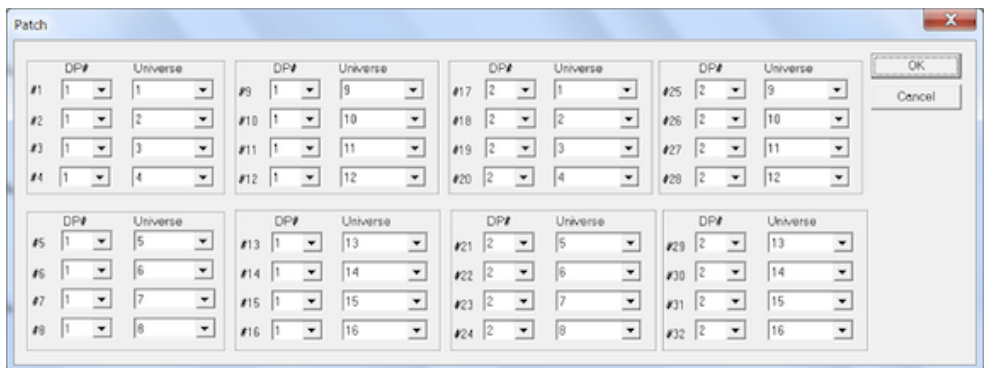 Patch
DP# Universe DP# Universe DP# Universe DP# Universe OK
#1 1 1 #9 1 9 #17 2 1 #25 2 9 Cancel
#2 1 2 #10 1 10 #18 2 2 #26 2 10
#3 1 3 #11 1 11 #19 2 3 #27 2 11
#4 1 4 #12 1 12 #20 2 4 #28 2 12
DP# Universe DP# Universe DP# Universe DP# Universe
#5 1 5 #13 1 13 #21 2 5 #29 2 13
#6 1 6 #14 1 14 #22 2 6 #30 2 14
#7 1 7 #15 1 15 #23 2 7 #31 2 15
#8 1 8 #16 1 16 #24 2 8 #32 2 16